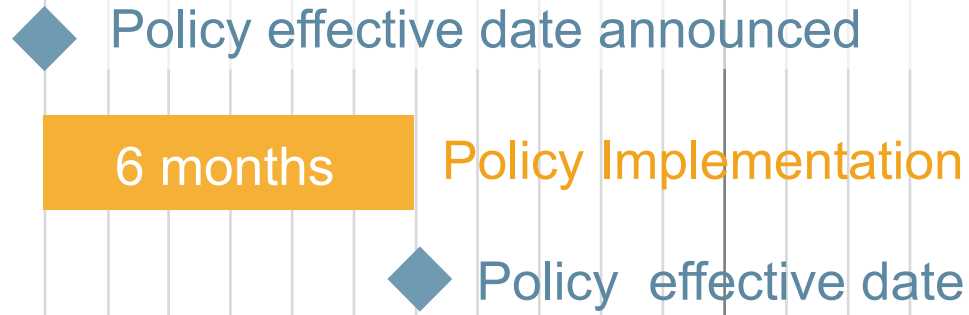 Policy effective date announced
6 months Policy Implementation
Policy effective date